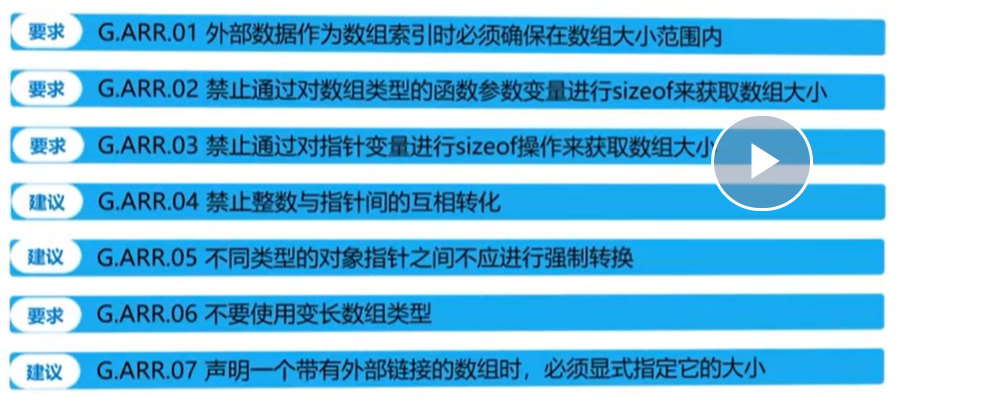 要求 G.ARR.01 外部数据作为数组索引时必须确保在数组大小范围内
要求 G.ARR.02 禁止通过对数组类型的函数参数变量进行sizeof来获取数组大小
要求 G.ARR.03 禁止通过对指针变量进行sizeof操作来获取数组大小
建议 G.ARR.04 禁止整数与指针间的互相转化
建议 G.ARR.05 不同类型的对象指针之间不应进行强制转换
要求 G.ARR.06 不要使用变长数组类型
建议 G.ARR.07 声明一个带有外部链接的数组时，必须显式指定它的大小